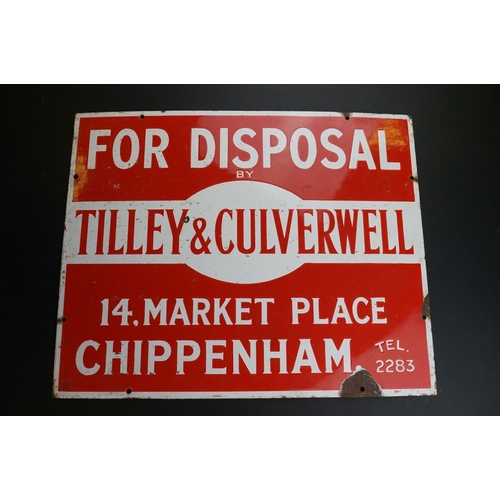 FOR DISPOSAL
BY
TILLEY & CULVERWELL
14, MARKET PLACE
CHIPPENHAM. TEL.
2283